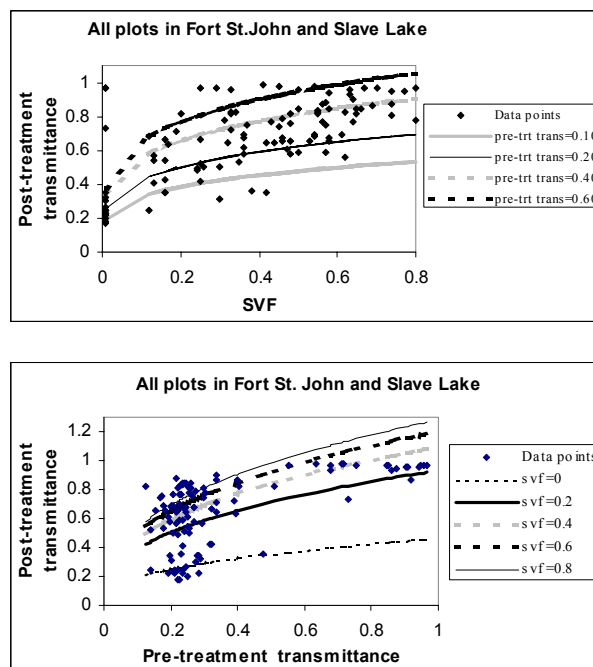 All plots in Fort St.John and Slave Lake
Post-treatment
transmittance
1
0.8
0.6
0.4
0.2
0
0
0.2
0.4
0.6
0.8
SVF
Data points
pre-trt trans=0.10
pre-trt trans=0.20
pre-trt trans=0.40
pre-trt trans=0.60
All plots in Fort St. John and Slave Lake
Post-treatment
transmittance
1.2
1
0.8
0.6
0.4
0.2
0
0
0.2
0.4
0.6
0.8
1
Pre-treatment transmittance
Data points
svf=0
svf=0.2
svf=0.4
svf=0.6
svf=0.8